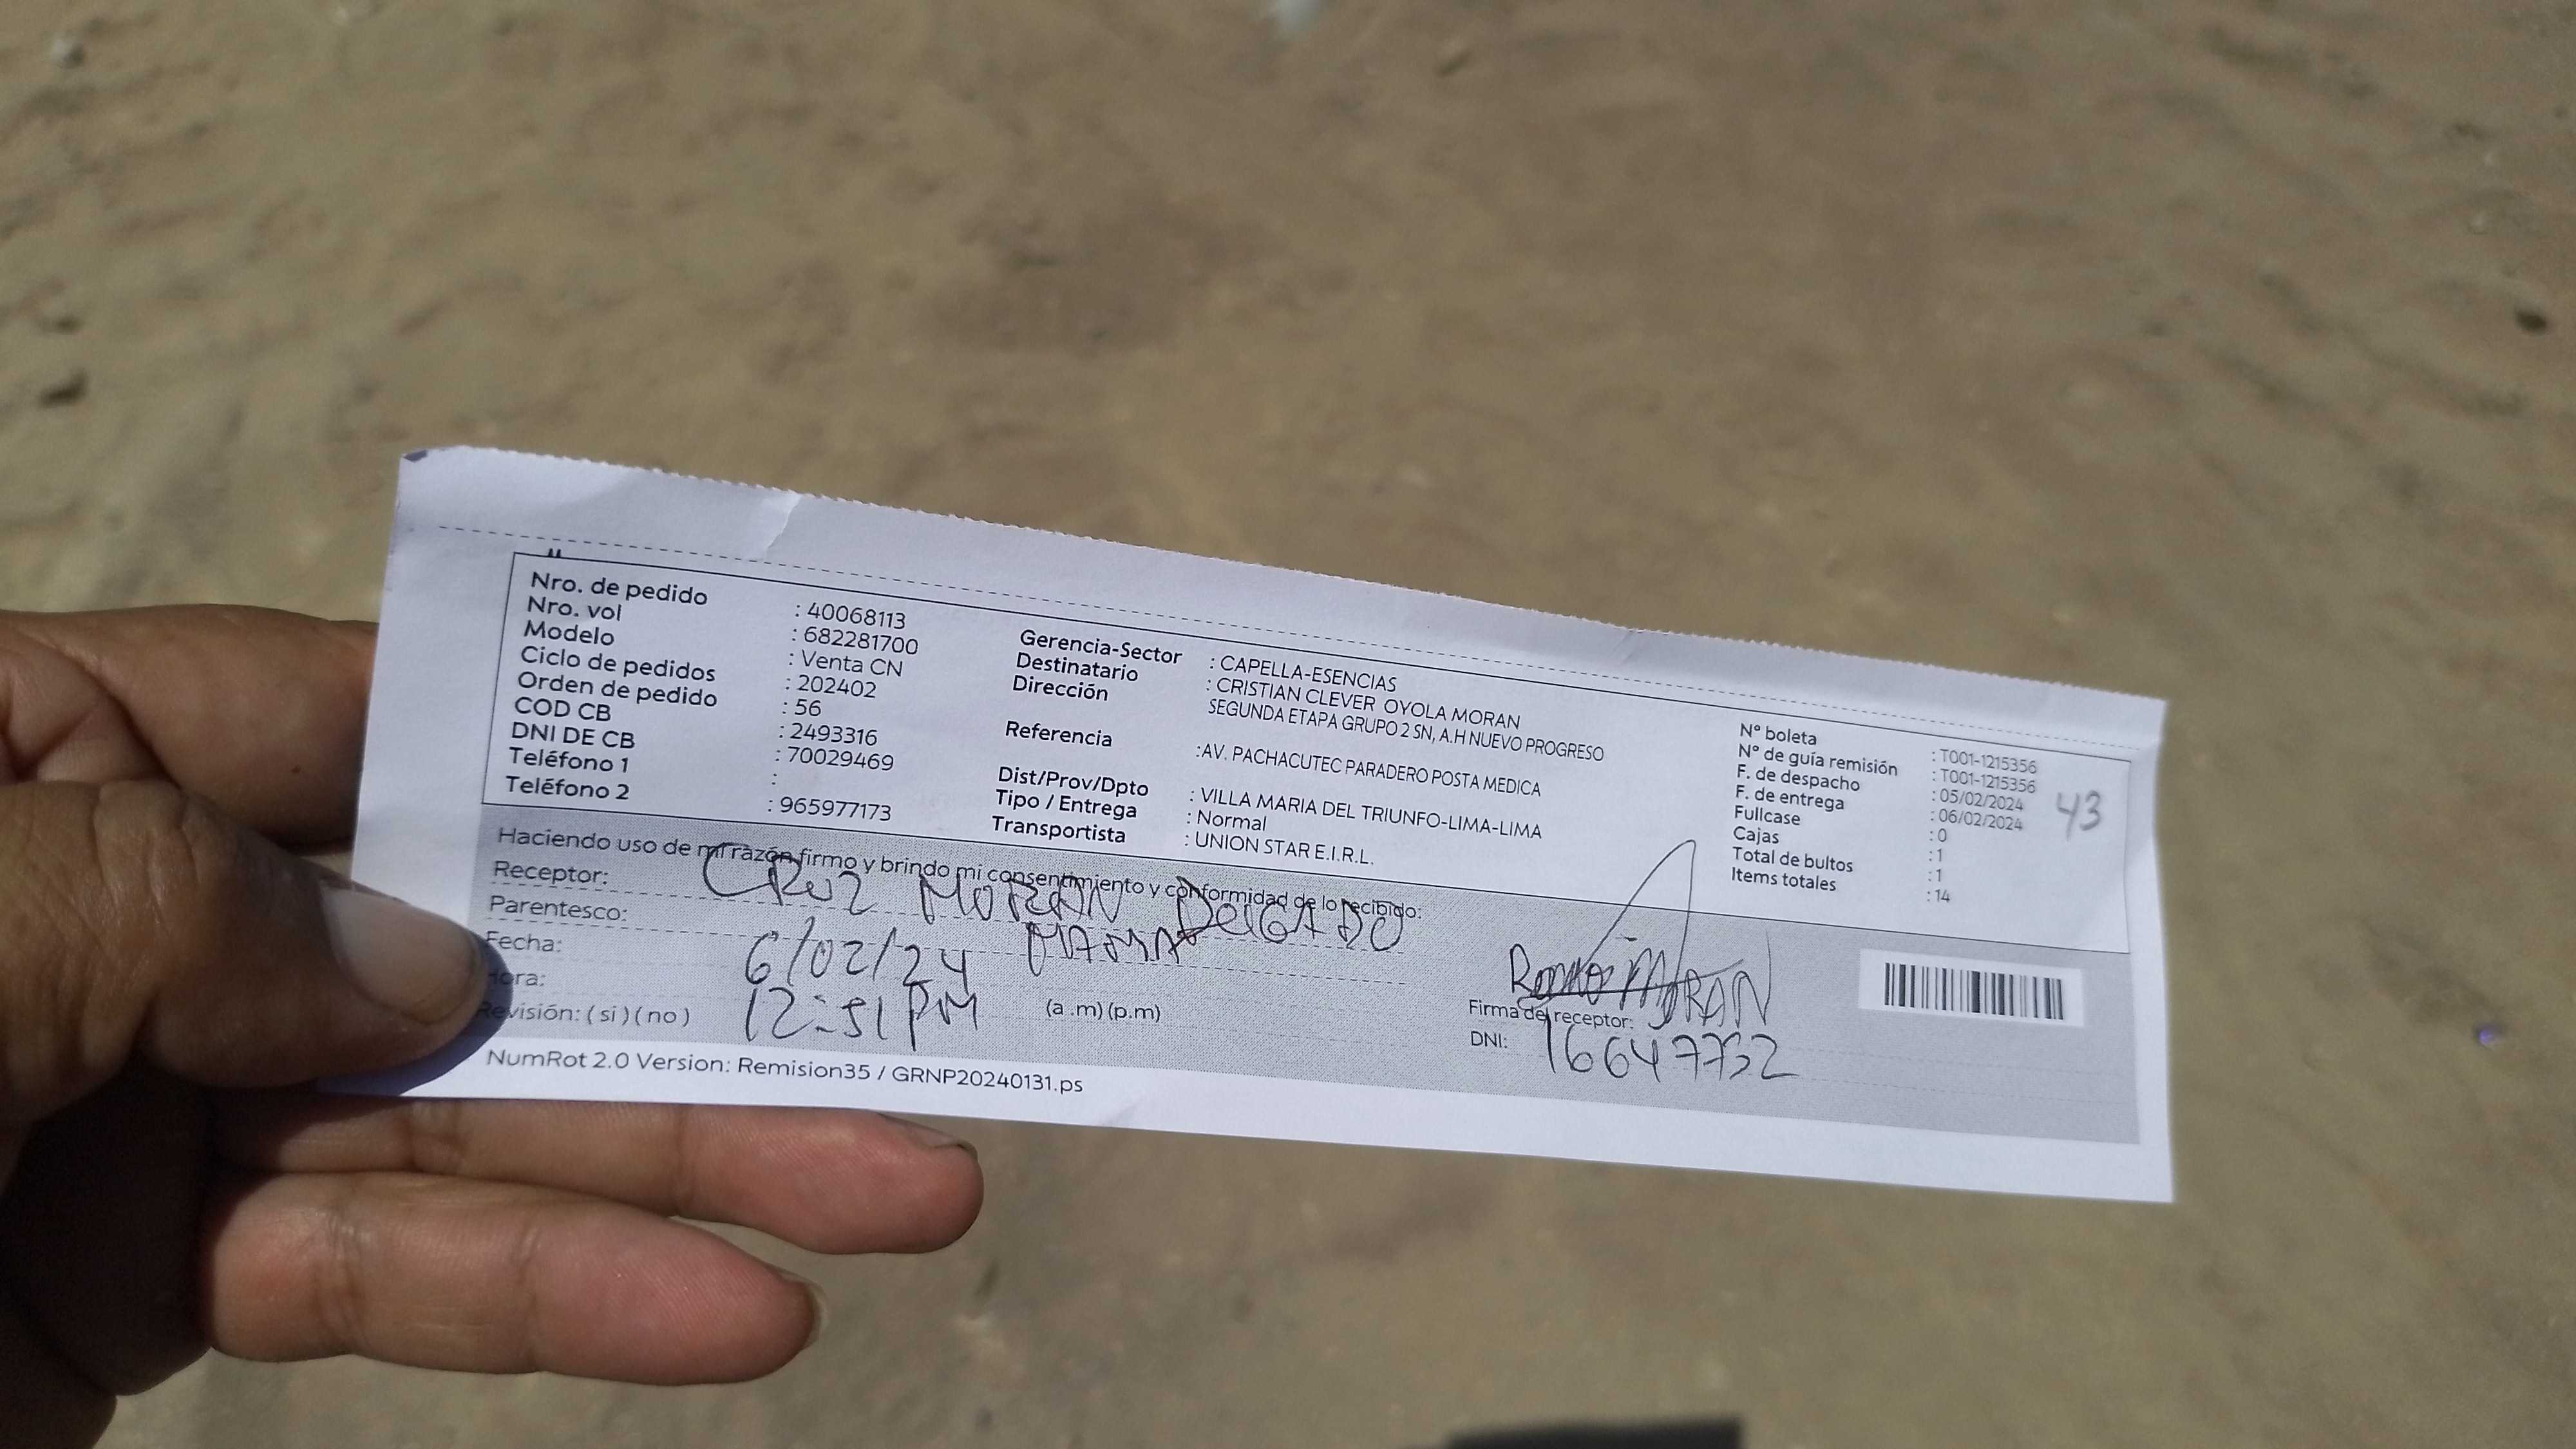 Nro. de pedido : 40068113
Nro. vol : 682281700
Modelo : Venta CN
Ciclo de pedidos : 202402
Orden de pedido : 56
COD CB : 2493316
DNI DE CB : 70029469
Teléfono 1 :
Teléfono 2 : 965977173
Gerencia-Sector : CAPELLA-ESENCIAS
Destinatario : CRISTIAN CLEVER OYOLA MORAN
Dirección SEGUNDA ETAPA GRUPO 2 SN, A.H NUEVO PROGRESO
Referencia :AV. PACHACUTEC PARADERO POSTA MEDICA
Dist/Prov/Dpto : VILLA MARIA DEL TRIUNFO-LIMA-LIMA
Tipo / Entrega : Normal
Transportista : UNION STAR E.I.R.L.
N° boleta : T001-1215356
N° de guía remisión : T001-1215356
F. de despacho : 05/02/2024
F. de entrega : 06/02/2024
Fullcase : 0
Cajas : 1
Total de bultos : 1
Items totales : 14
43
Haciendo uso de mi razón firmo y brindo mi consentimiento y conformidad de lo recibido:
Receptor: CRUZ MORAN DELGADO
Parentesco: MAMA
Fecha: 6/02/24
Hora: 12:51 PM (a .m) (p.m)
Revisión: ( si ) ( no )
MORAN
Firma de receptor:
DNI: 16647732
NumRot 2.0 Version: Remision35 / GRNP20240131.ps